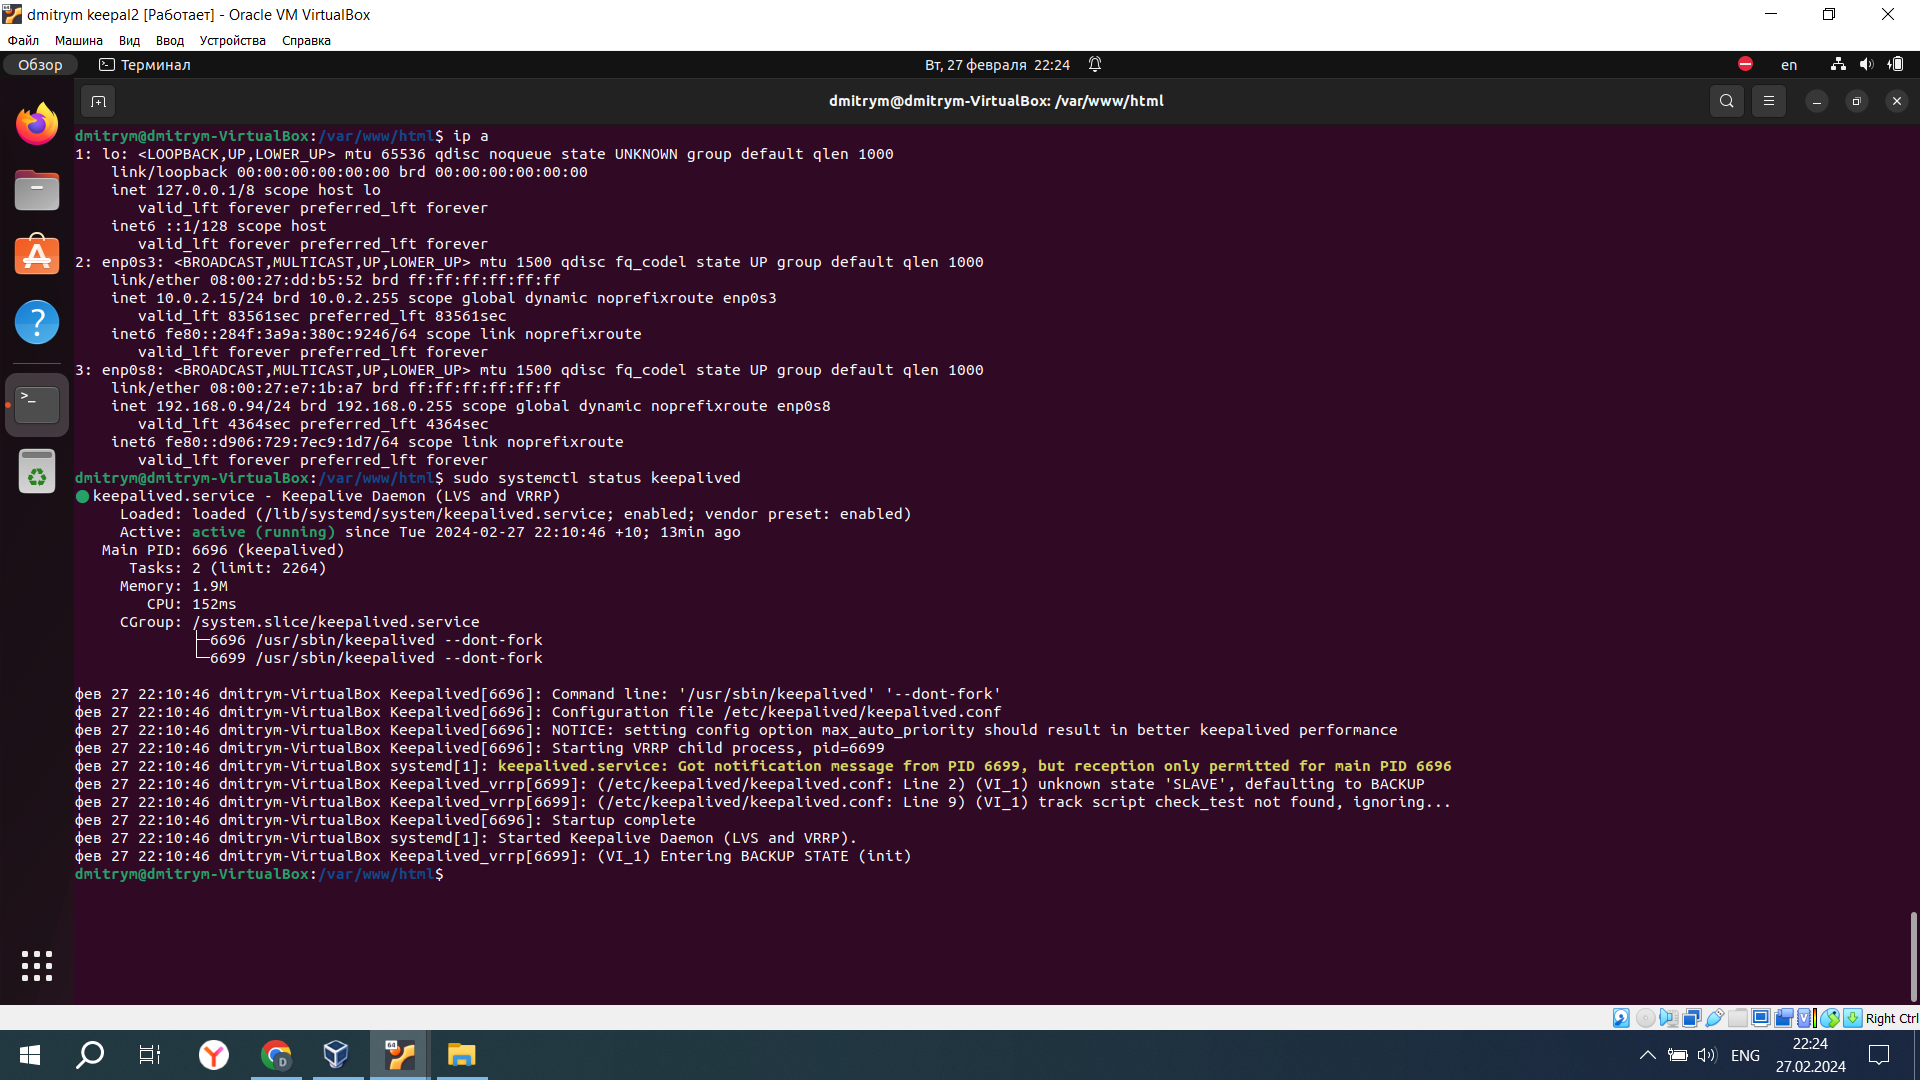 dmitrym keepal2 [Работает] - Oracle VM VirtualBox
Файл Машина Вид Ввод Устройства Справка
Обзор Терминал Вт, 27 февраля 22:24 en
dmitrym@dmitrym-VirtualBox: /var/www/html
dmitrym@dmitrym-VirtualBox:/var/www/html$ ip a
1: lo: <LOOPBACK,UP,LOWER_UP> mtu 65536 qdisc noqueue state UNKNOWN group default qlen 1000
link/loopback 00:00:00:00:00:00 brd 00:00:00:00:00:00
inet 127.0.0.1/8 scope host lo
valid_lft forever preferred_lft forever
inet6 ::1/128 scope host
valid_lft forever preferred_lft forever
2: enp0s3: <BROADCAST,MULTICAST,UP,LOWER_UP> mtu 1500 qdisc fq_codel state UP group default qlen 1000
link/ether 08:00:27:dd:b5:52 brd ff:ff:ff:ff:ff:ff
inet 10.0.2.15/24 brd 10.0.2.255 scope global dynamic noprefixroute enp0s3
valid_lft 83561sec preferred_lft 83561sec
inet6 fe80::284f:3a9a:380c:9246/64 scope link noprefixroute
valid_lft forever preferred_lft forever
3: enp0s8: <BROADCAST,MULTICAST,UP,LOWER_UP> mtu 1500 qdisc fq_codel state UP group default qlen 1000
link/ether 08:00:27:e7:1b:a7 brd ff:ff:ff:ff:ff:ff
inet 192.168.0.94/24 brd 192.168.0.255 scope global dynamic noprefixroute enp0s8
valid_lft 4364sec preferred_lft 4364sec
inet6 fe80::d906:729:7ec9:1d7/64 scope link noprefixroute
valid_lft forever preferred_lft forever
dmitrym@dmitrym-VirtualBox:/var/www/html$ sudo systemctl status keepalived
● keepalived.service - Keepalive Daemon (LVS and VRRP)
Loaded: loaded (/lib/systemd/system/keepalived.service; enabled; vendor preset: enabled)
Active: active (running) since Tue 2024-02-27 22:10:46 +10; 13min ago
Main PID: 6696 (keepalived)
Tasks: 2 (limit: 2264)
Memory: 1.9M
CPU: 152ms
CGroup: /system.slice/keepalived.service
├─6696 /usr/sbin/keepalived --dont-fork
└─6699 /usr/sbin/keepalived --dont-fork
фев 27 22:10:46 dmitrym-VirtualBox Keepalived[6696]: Command line: '/usr/sbin/keepalived' '--dont-fork'
фев 27 22:10:46 dmitrym-VirtualBox Keepalived[6696]: Configuration file /etc/keepalived/keepalived.conf
фев 27 22:10:46 dmitrym-VirtualBox Keepalived[6696]: NOTICE: setting config option max_auto_priority should result in better keepalived performance
фев 27 22:10:46 dmitrym-VirtualBox Keepalived[6696]: Starting VRRP child process, pid=6699
фев 27 22:10:46 dmitrym-VirtualBox systemd[1]: keepalived.service: Got notification message from PID 6699, but reception only permitted for main PID 6696
фев 27 22:10:46 dmitrym-VirtualBox Keepalived_vrrp[6699]: (/etc/keepalived/keepalived.conf: Line 2) (VI_1) unknown state 'SLAVE', defaulting to BACKUP
фев 27 22:10:46 dmitrym-VirtualBox Keepalived_vrrp[6699]: (/etc/keepalived/keepalived.conf: Line 9) (VI_1) track script check_test not found, ignoring...
фев 27 22:10:46 dmitrym-VirtualBox Keepalived[6696]: Startup complete
фев 27 22:10:46 dmitrym-VirtualBox systemd[1]: Started Keepalive Daemon (LVS and VRRP).
фев 27 22:10:46 dmitrym-VirtualBox Keepalived_vrrp[6699]: (VI_1) Entering BACKUP STATE (init)
dmitrym@dmitrym-VirtualBox:/var/www/html$
Right Ctrl
ENG
22:24
27.02.2024